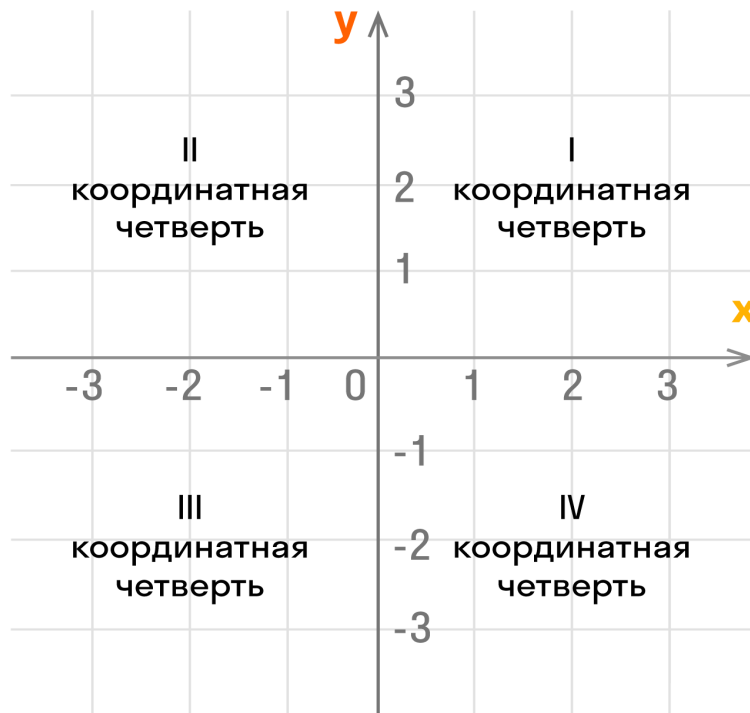 y
3
II
координатная
четверть
I
координатная
четверть
2
1
x
-3 -2 -1 0 1 2 3
-1
III
координатная
четверть
IV
координатная
четверть
-2
-3